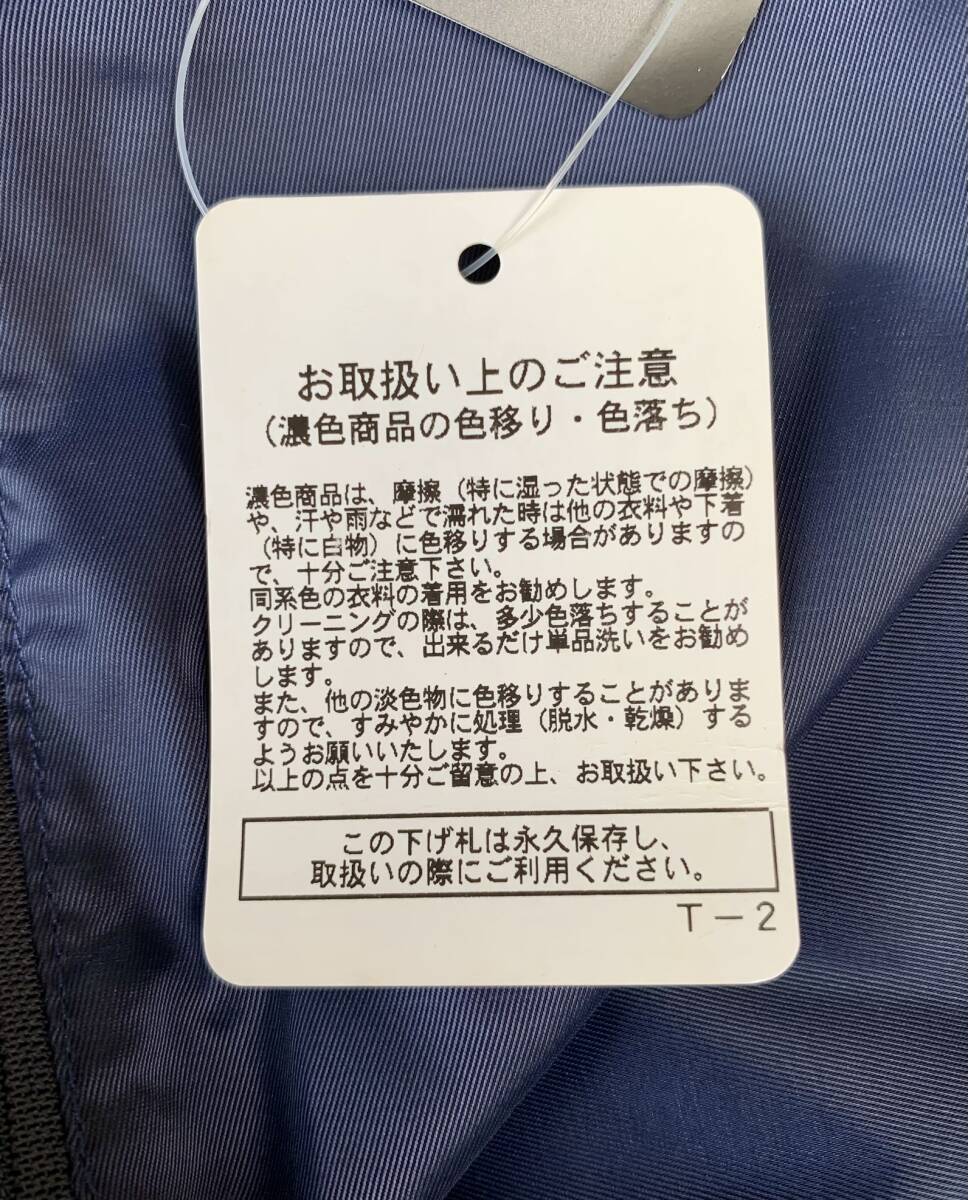 お取扱い上のご注意
（濃色商品の色移り・色落ち）
濃色商品は、摩擦（特に湿った状態での摩擦）
や、汗や雨などで濡れた時は他の衣料や下着
（特に白物）に色移りする場合がありますの
で、十分ご注意下さい。
同系色の衣料の着用をお勧めします。
クリーニングの際は、多少色落ちすることが
ありますので、出来るだけ単品洗いをお勧め
します。
また、他の淡色物に色移りすることがありま
すので、すみやかに処理（脱水・乾燥）する
ようお願いいたします。
以上の点を十分ご留意の上、お取扱い下さい。
この下げ札は永久保存し、
取扱いの際にご利用ください。
T－2